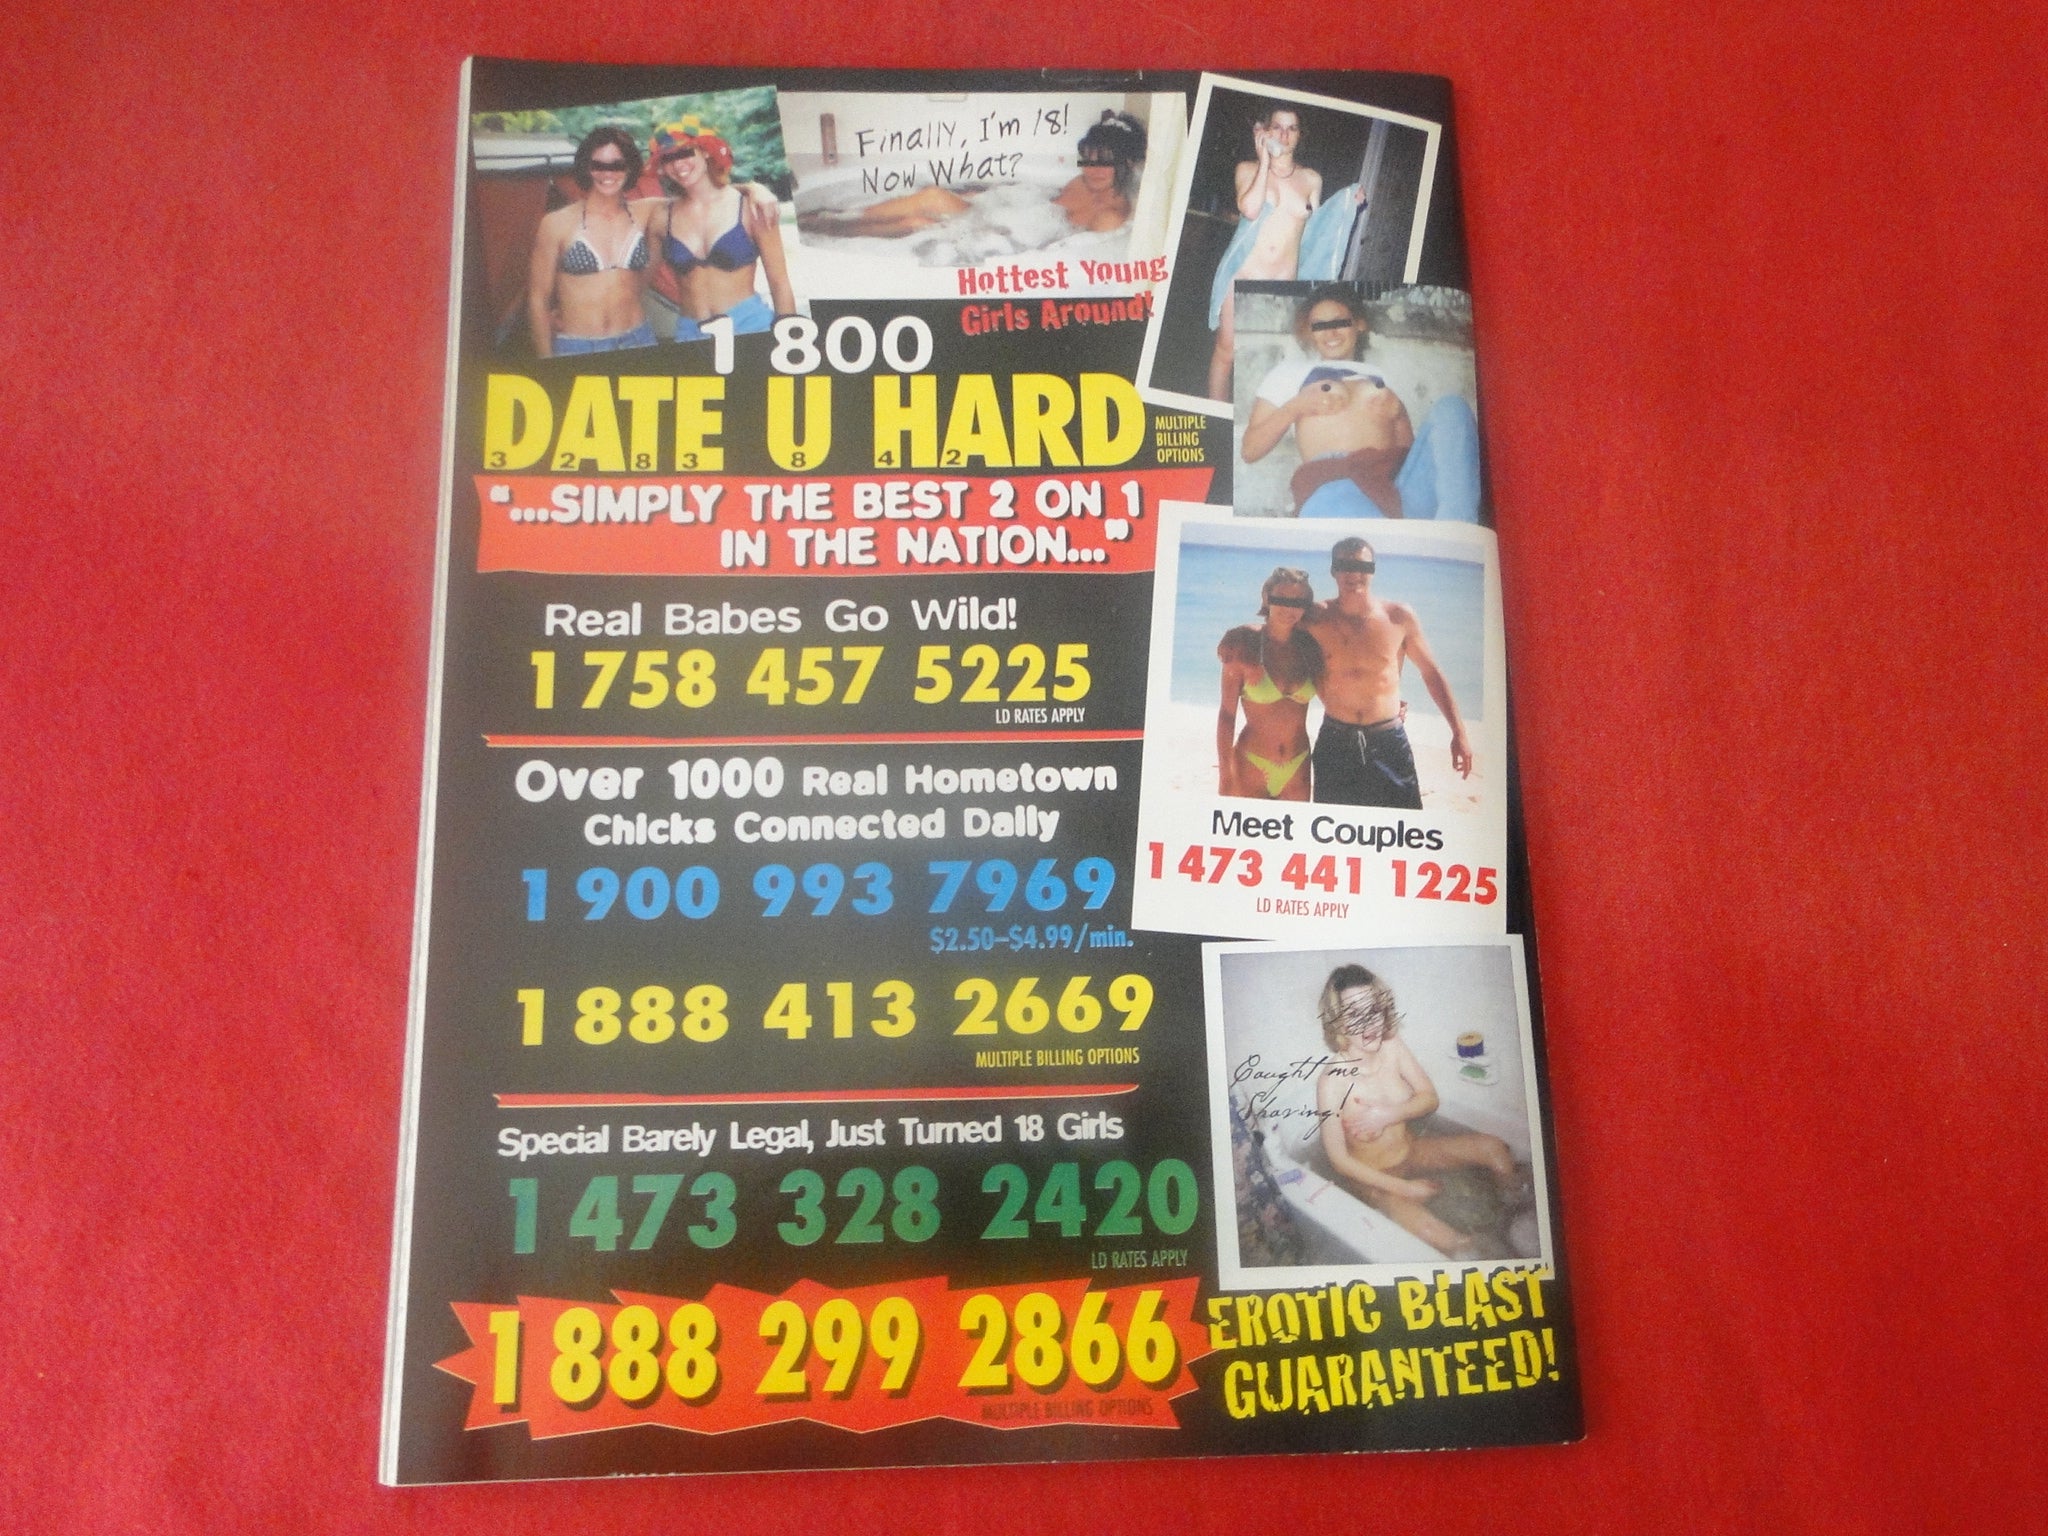 Finally, I'm 18!
Now What?
Hottest Young
Girls Around!
1 800
DATE U HARD
3 2 8 3 8 4 2
MULTIPLE
BILLING
OPTIONS
"...SIMPLY THE BEST 2 ON 1
IN THE NATION..."
Real Babes Go Wild!
1 758 457 5225
LD RATES APPLY
Over 1000 Real Hometown
Chicks Connected Daily
1 900 993 7969
$2.50–$4.99/min.
1 888 413 2669
MULTIPLE BILLING OPTIONS
Meet Couples
1 473 441 1225
LD RATES APPLY
Special Barely Legal, Just Turned 18 Girls
1 473 328 2420
LD RATES APPLY
Caught me
Shaving!
1 888 299 2866
MULTIPLE BILLING OPTIONS
EROTIC BLAST
GUARANTEED!